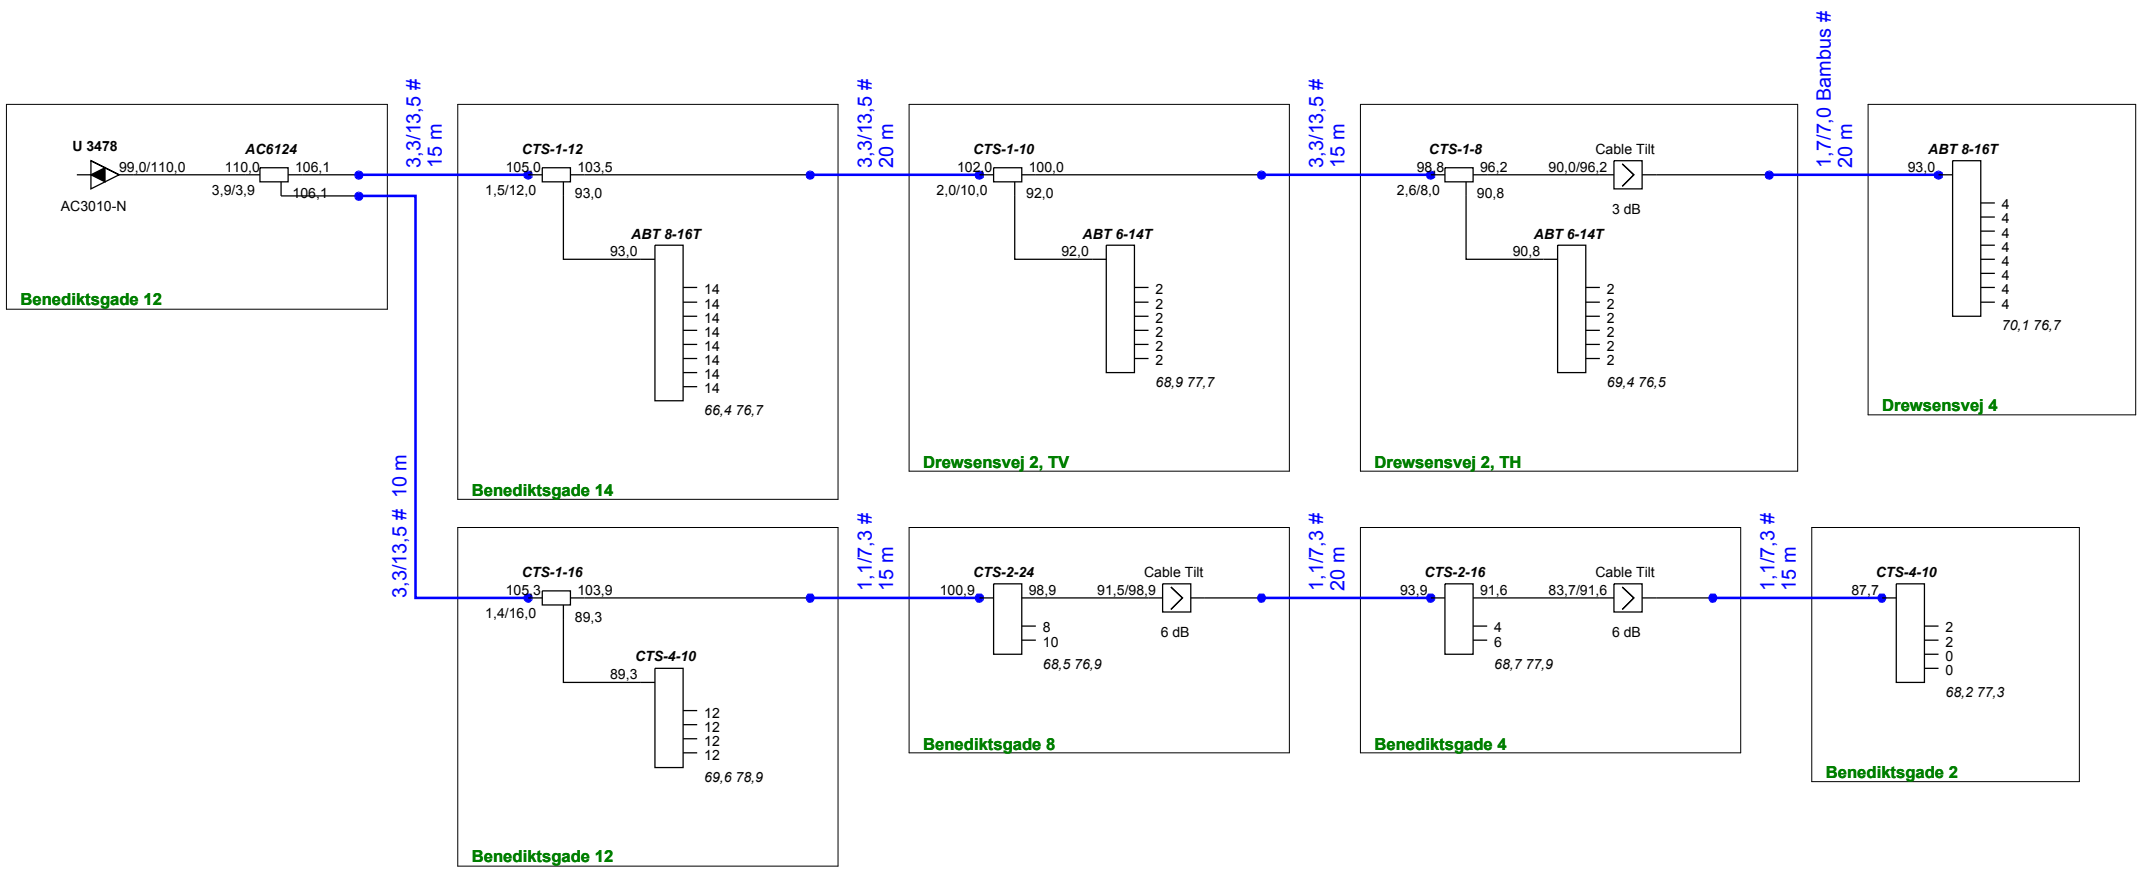 U 3478
99,0/110,0
AC3010-N
AC6124
110,0
106,1
3,9/3,9
106,1
Benediktsgade 12
3,3/13,5 #
15 m
CTS-1-12
105,0
103,5
1,5/12,0
93,0
ABT 8-16T
93,0
14
14
14
14
14
14
14
14
66,4 76,7
Benediktsgade 14
3,3/13,5 #
20 m
CTS-1-10
102,0
100,0
2,0/10,0
92,0
ABT 6-14T
92,0
2
2
2
2
2
2
68,9 77,7
Drewsensvej 2, TV
3,3/13,5 #
15 m
CTS-1-8
98,8
96,2
2,6/8,0
90,8
Cable Tilt
90,0/96,2
3 dB
ABT 6-14T
90,8
2
2
2
2
2
2
69,4 76,5
Drewsensvej 2, TH
1,7/7,0 Bambus #
20 m
ABT 8-16T
93,0
4
4
4
4
4
4
4
4
70,1 76,7
Drewsensvej 4
3,3/13,5 # 10 m
CTS-1-16
105,3
103,9
1,4/16,0
89,3
CTS-4-10
89,3
12
12
12
12
69,6 78,9
Benediktsgade 12
1,1/7,3 #
15 m
CTS-2-24
100,9
98,9
8
10
68,5 76,9
Cable Tilt
91,5/98,9
6 dB
Benediktsgade 8
1,1/7,3 #
20 m
CTS-2-16
93,9
91,6
4
6
68,7 77,9
Cable Tilt
83,7/91,6
6 dB
Benediktsgade 4
1,1/7,3 #
15 m
CTS-4-10
87,7
2
2
0
0
68,2 77,3
Benediktsgade 2